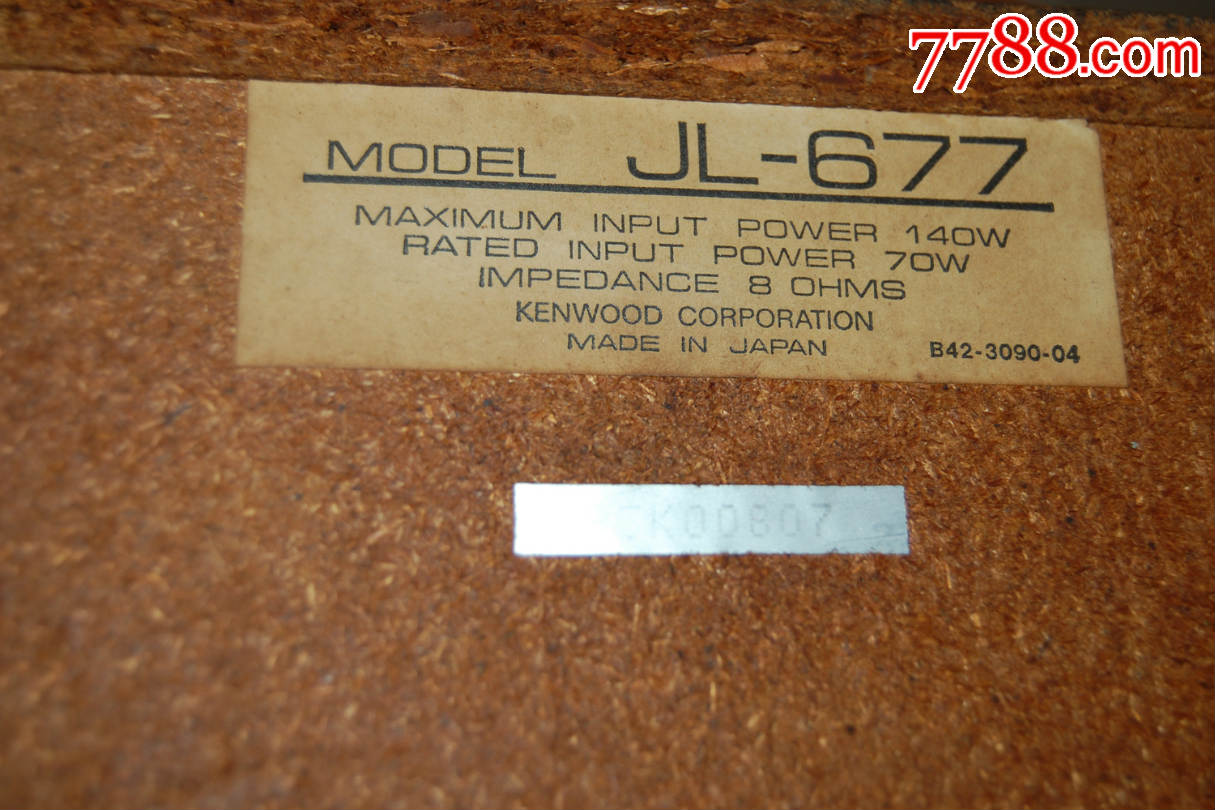 7788.com
MODEL JL-677
MAXIMUM INPUT POWER 140W
RATED INPUT POWER 70W
IMPEDANCE 8 OHMS
KENWOOD CORPORATION
MADE IN JAPAN
B42-3090-04